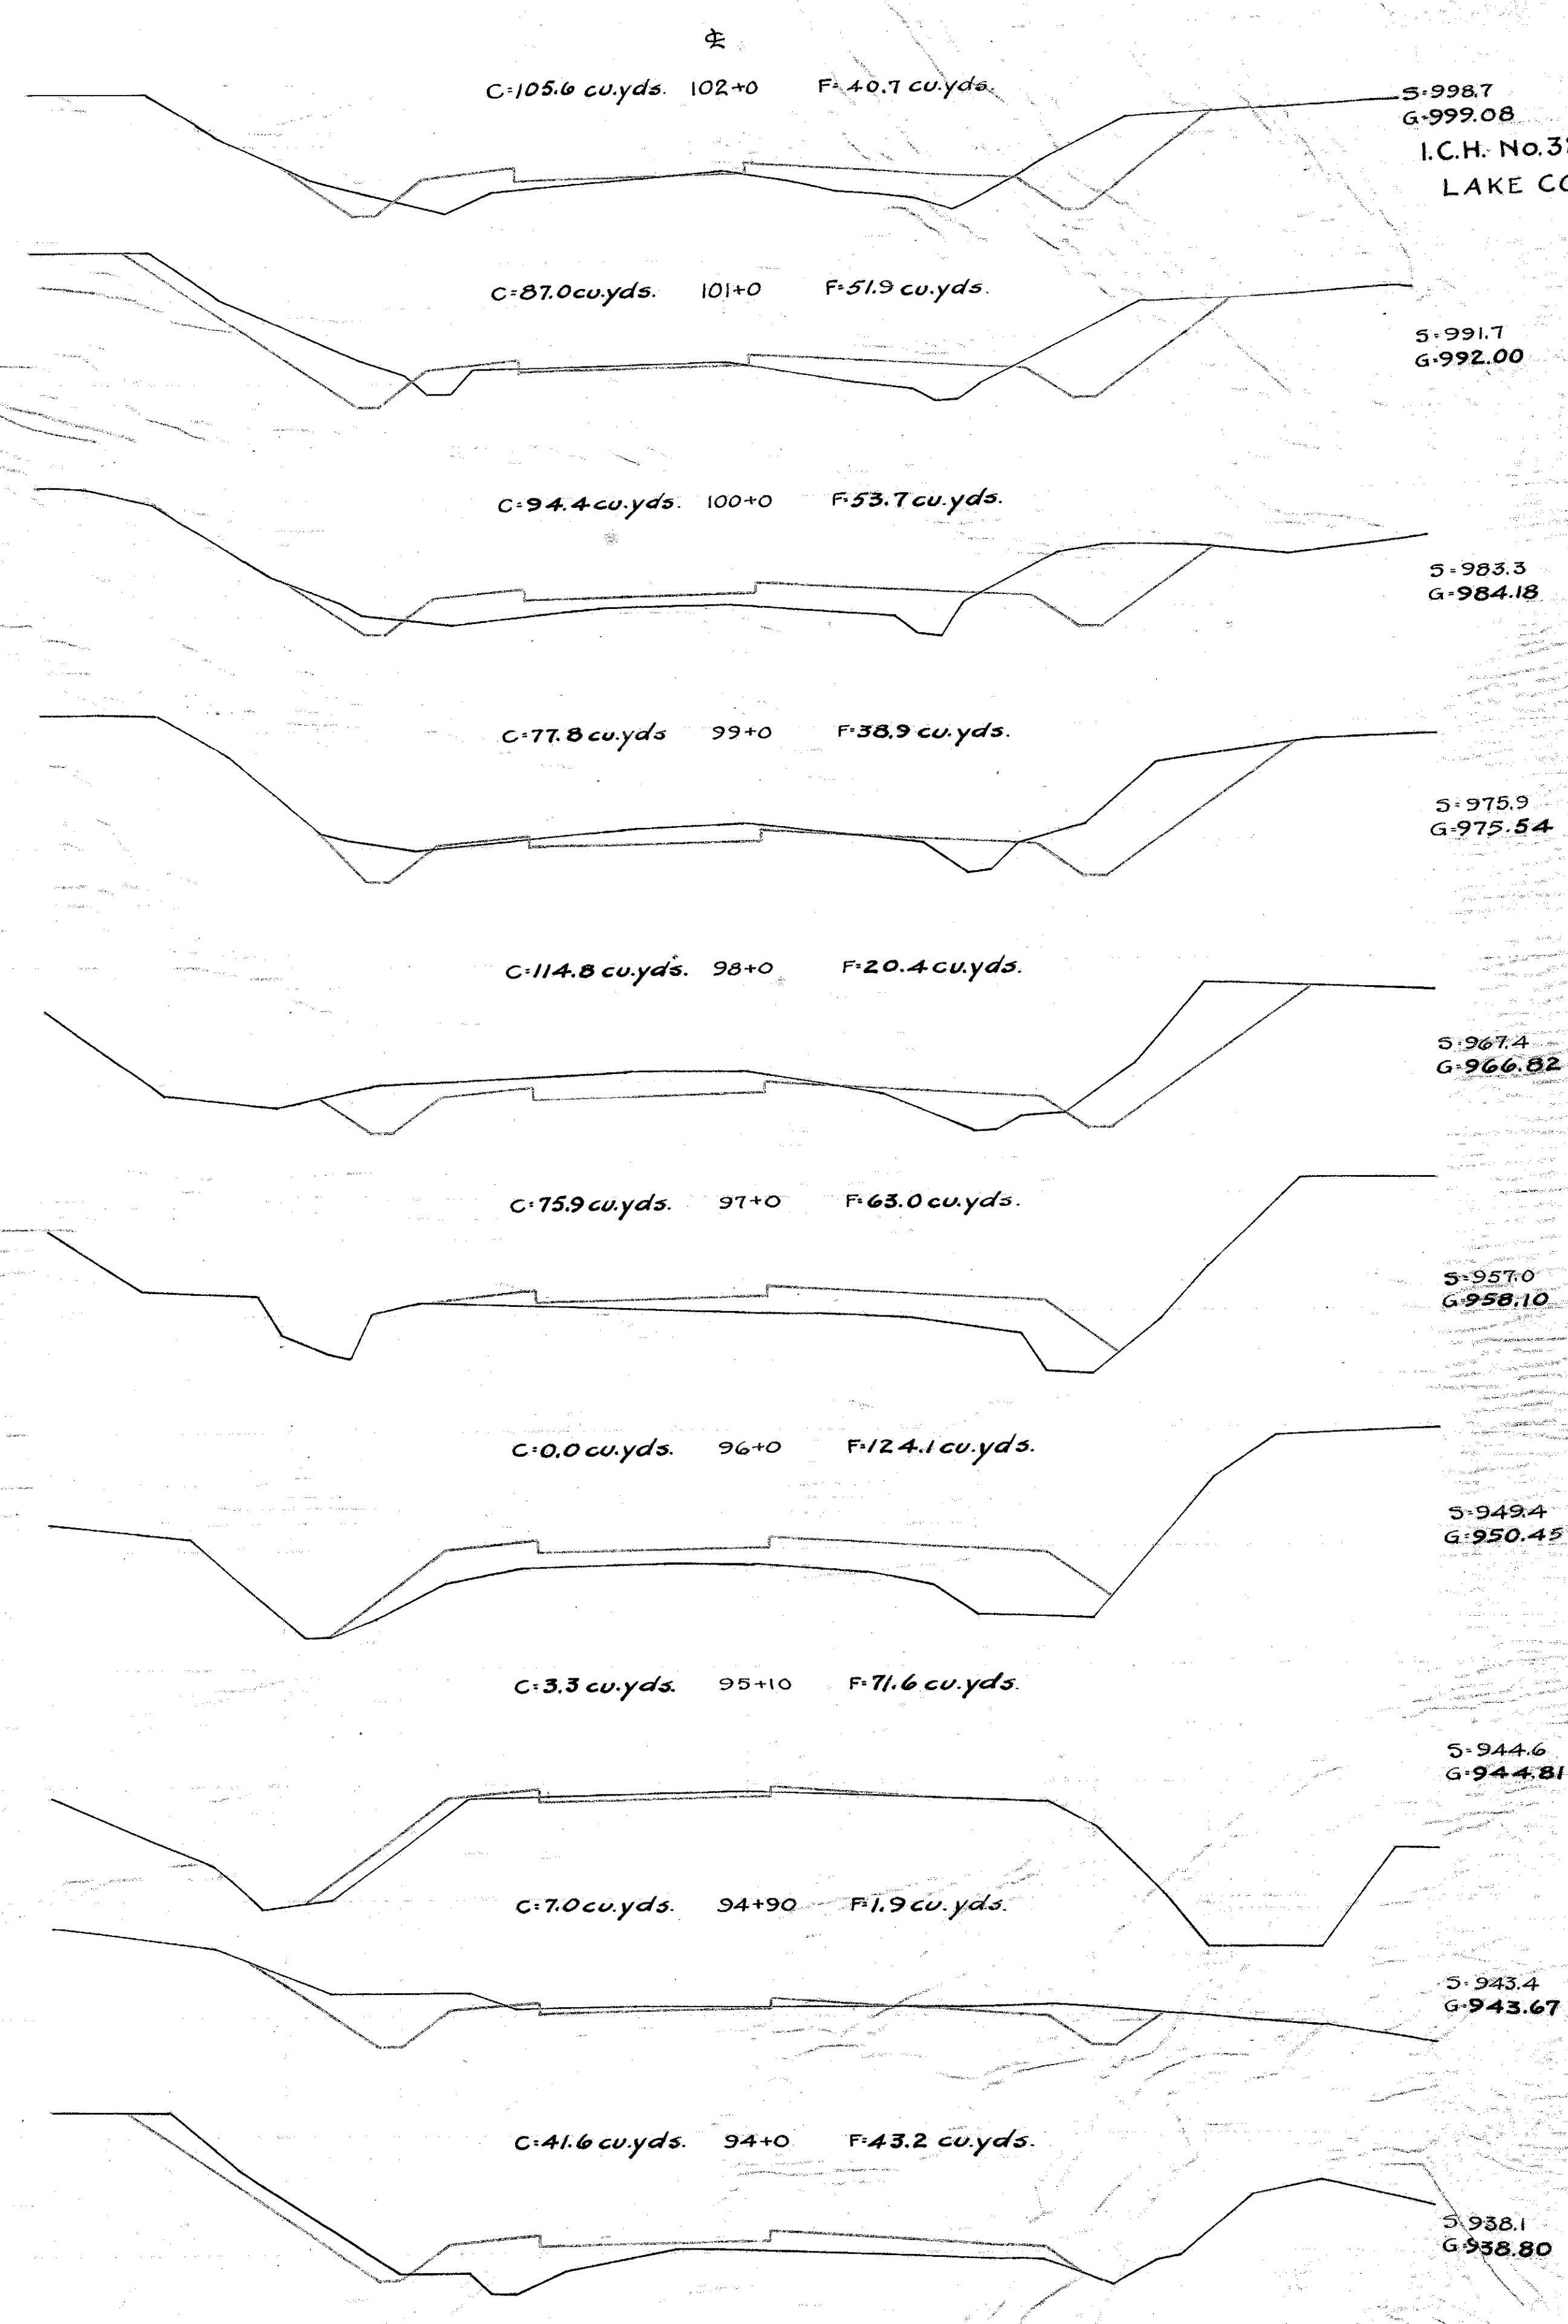 ℄
C=105.6 cu.yds. 102+0 F=40.7 cu.yds.
S=998.7
G=999.08
I.C.H. No.
LAKE
C=87.0 cu.yds. 101+0 F=51.9 cu.yds.
S=991.7
G=992.00
C=94.4 cu.yds. 100+0 F=53.7 cu.yds.
S=983.3
G=984.18
C=77.8 cu.yds 99+0 F=38.9 cu.yds.
S=975.9
G=975.54
C=114.8 cu.yds. 98+0 F=20.4 cu.yds.
S=967.4
G=966.82
C=75.9 cu.yds. 97+0 F=63.0 cu.yds.
S=957.0
G=958.10
C=0.0 cu.yds. 96+0 F=124.1 cu.yds.
S=949.4
G=950.45
C=3.3 cu.yds. 95+10 F=71.6 cu.yds.
S=944.6
G=944.81
C=7.0 cu.yds. 94+90 F=1.9 cu.yds.
S=943.4
G=943.67
C=41.6 cu.yds. 94+0 F=43.2 cu.yds.
S=938.1
G=938.80